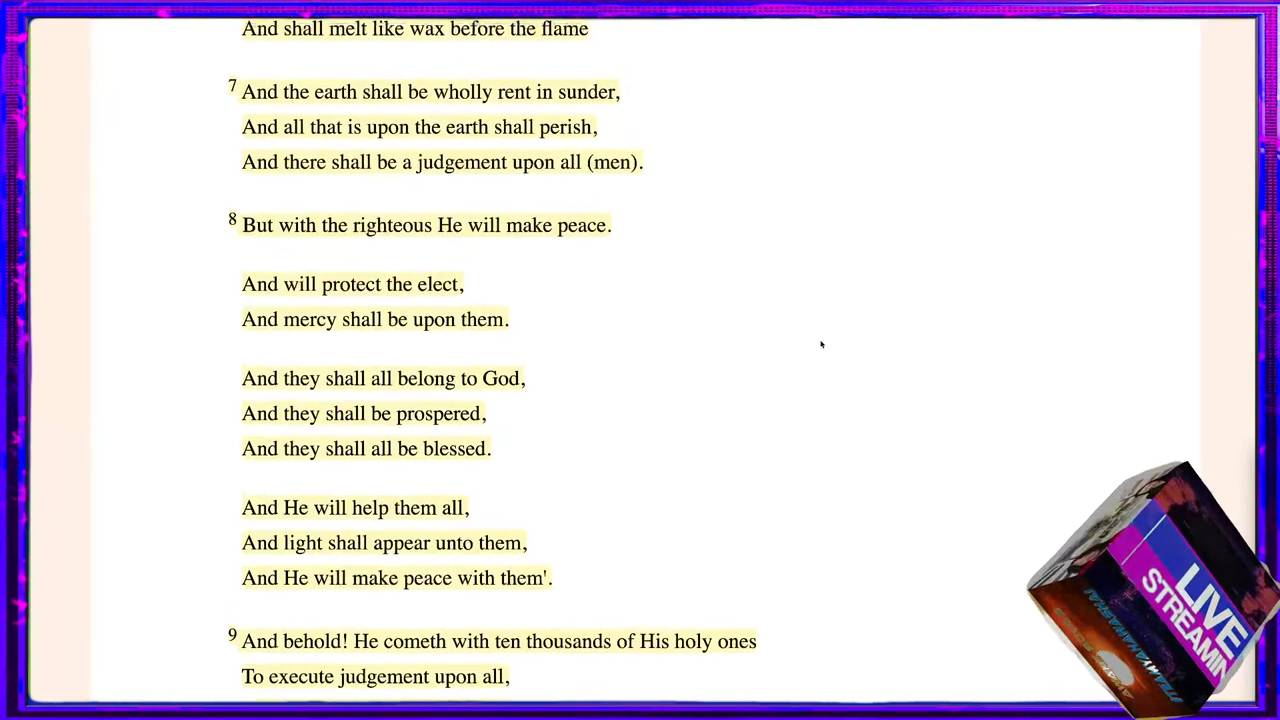 And shall melt like wax before the flame
7 And the earth shall be wholly rent in sunder,
And all that is upon the earth shall perish,
And there shall be a judgement upon all (men).
8 But with the righteous He will make peace.
And will protect the elect,
And mercy shall be upon them.
And they shall all belong to God,
And they shall be prospered,
And they shall all be blessed.
And He will help them all,
And light shall appear unto them,
And He will make peace with them'.
9 And behold! He cometh with ten thousands of His holy ones
To execute judgement upon all,
LIVE
STREAMIN